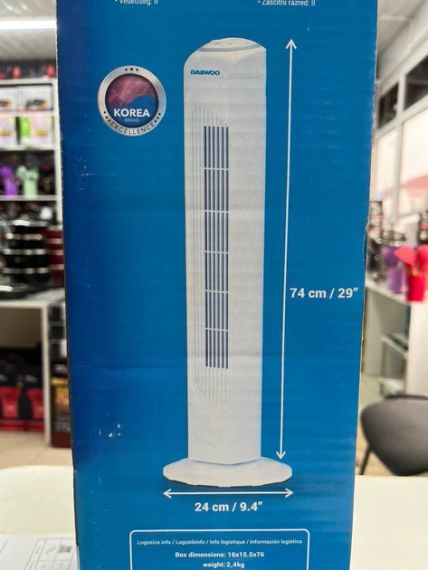 • Védettség: II
• Zaščitni razred: II
DAEWOO
KOREA
BRAND
EXCELLENCE
74 cm / 29"
24 cm / 9.4"
Logistics info / Logistikinfo / Info logistique / Información logística
Box dimensions: 16x15,5x76
weight: 2,4kg